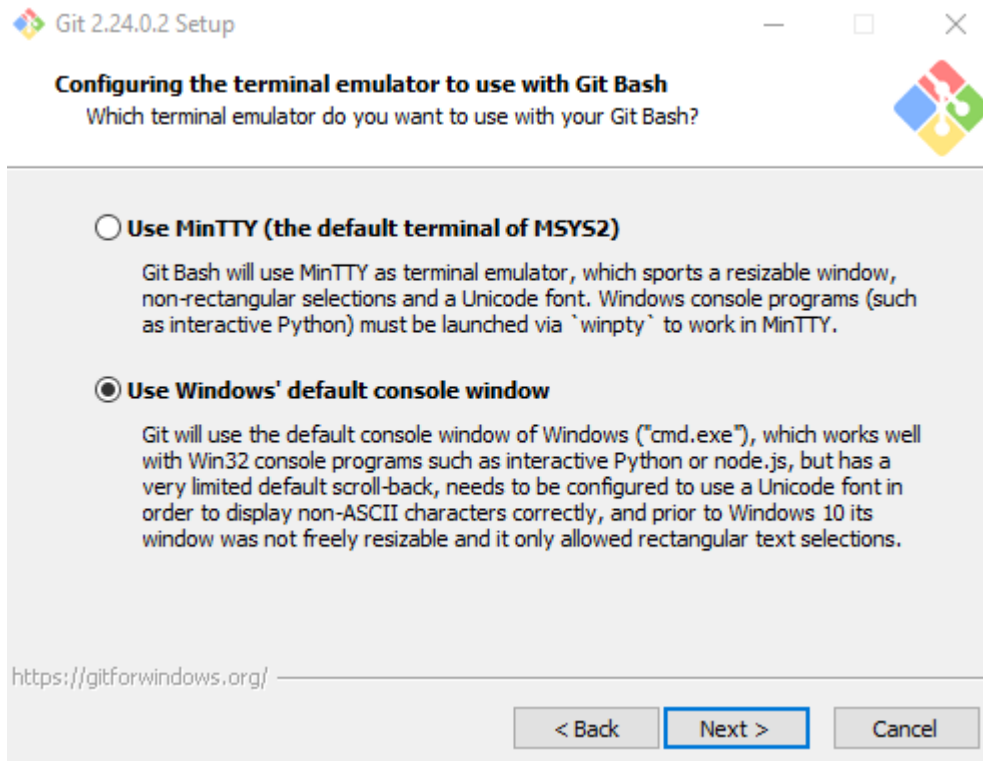 Git 2.24.0.2 Setup
Configuring the terminal emulator to use with Git Bash
Which terminal emulator do you want to use with your Git Bash?
Use MinTTY (the default terminal of MSYS2)
Git Bash will use MinTTY as terminal emulator, which sports a resizable window,
non-rectangular selections and a Unicode font. Windows console programs (such
as interactive Python) must be launched via `winpty` to work in MinTTY.
Use Windows' default console window
Git will use the default console window of Windows ("cmd.exe"), which works well
with Win32 console programs such as interactive Python or node.js, but has a
very limited default scroll-back, needs to be configured to use a Unicode font in
order to display non-ASCII characters correctly, and prior to Windows 10 its
window was not freely resizable and it only allowed rectangular text selections.
https://gitforwindows.org/
< Back Next > Cancel